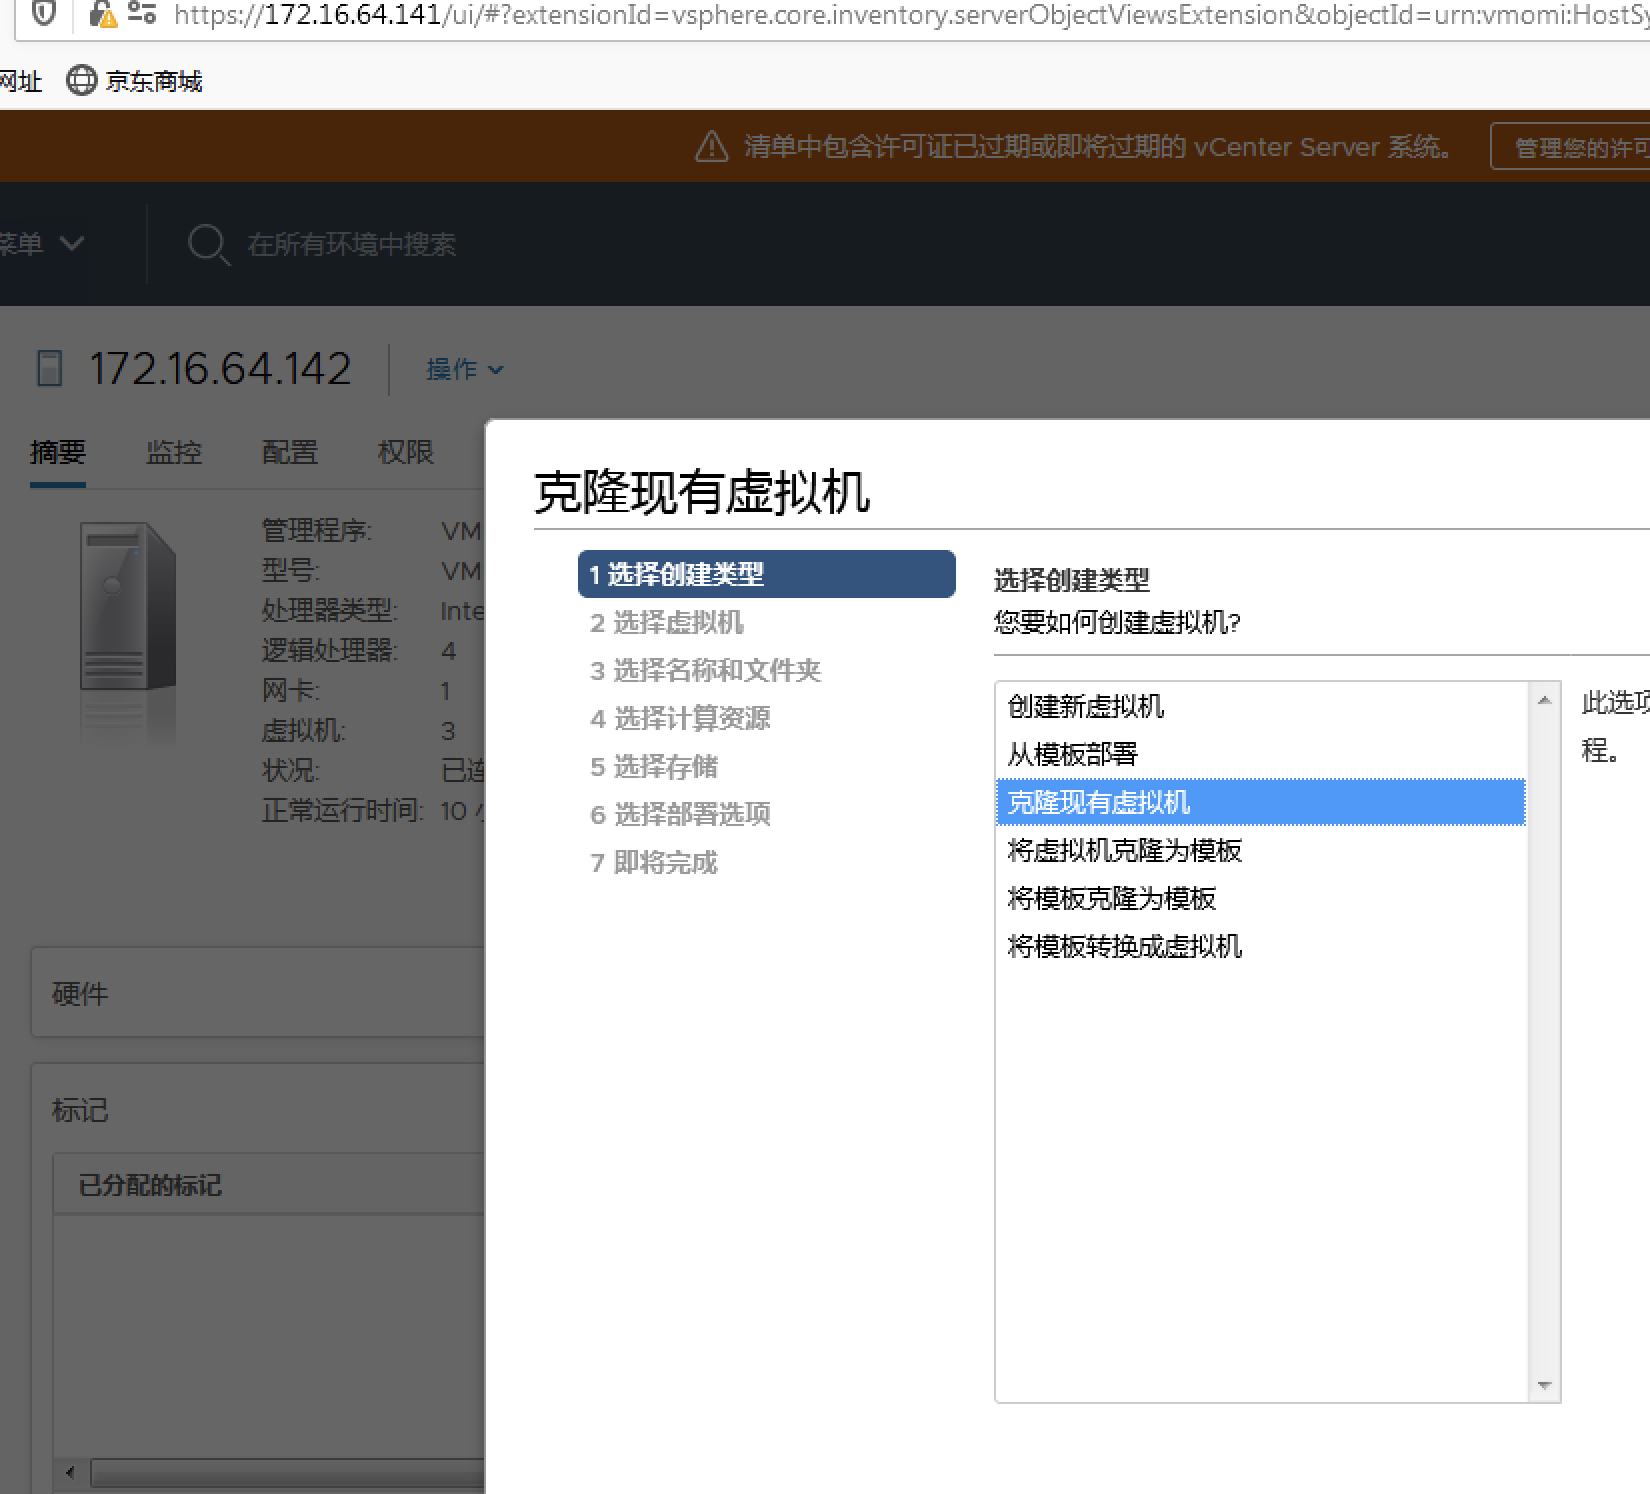 https://172.16.64.141/ui/#?extensionId=vsphere.core.inventory.serverObjectViewsExtension&objectId=urn:vmomi:HostSy
网址 京东商城
清单中包含许可证已过期或即将过期的 vCenter Server 系统。 管理您的许可
菜单 在所有环境中搜索
172.16.64.142 操作
摘要 监控 配置 权限
管理程序: VM
型号: VM
处理器类型: Inte
逻辑处理器: 4
网卡: 1
虚拟机: 3
状况: 已连
正常运行时间: 10 小
硬件
标记
已分配的标记
克隆现有虚拟机
1 选择创建类型
2 选择虚拟机
3 选择名称和文件夹
4 选择计算资源
5 选择存储
6 选择部署选项
7 即将完成
选择创建类型
您要如何创建虚拟机?
创建新虚拟机
从模板部署
克隆现有虚拟机
将虚拟机克隆为模板
将模板克隆为模板
将模板转换成虚拟机
此选项
程。